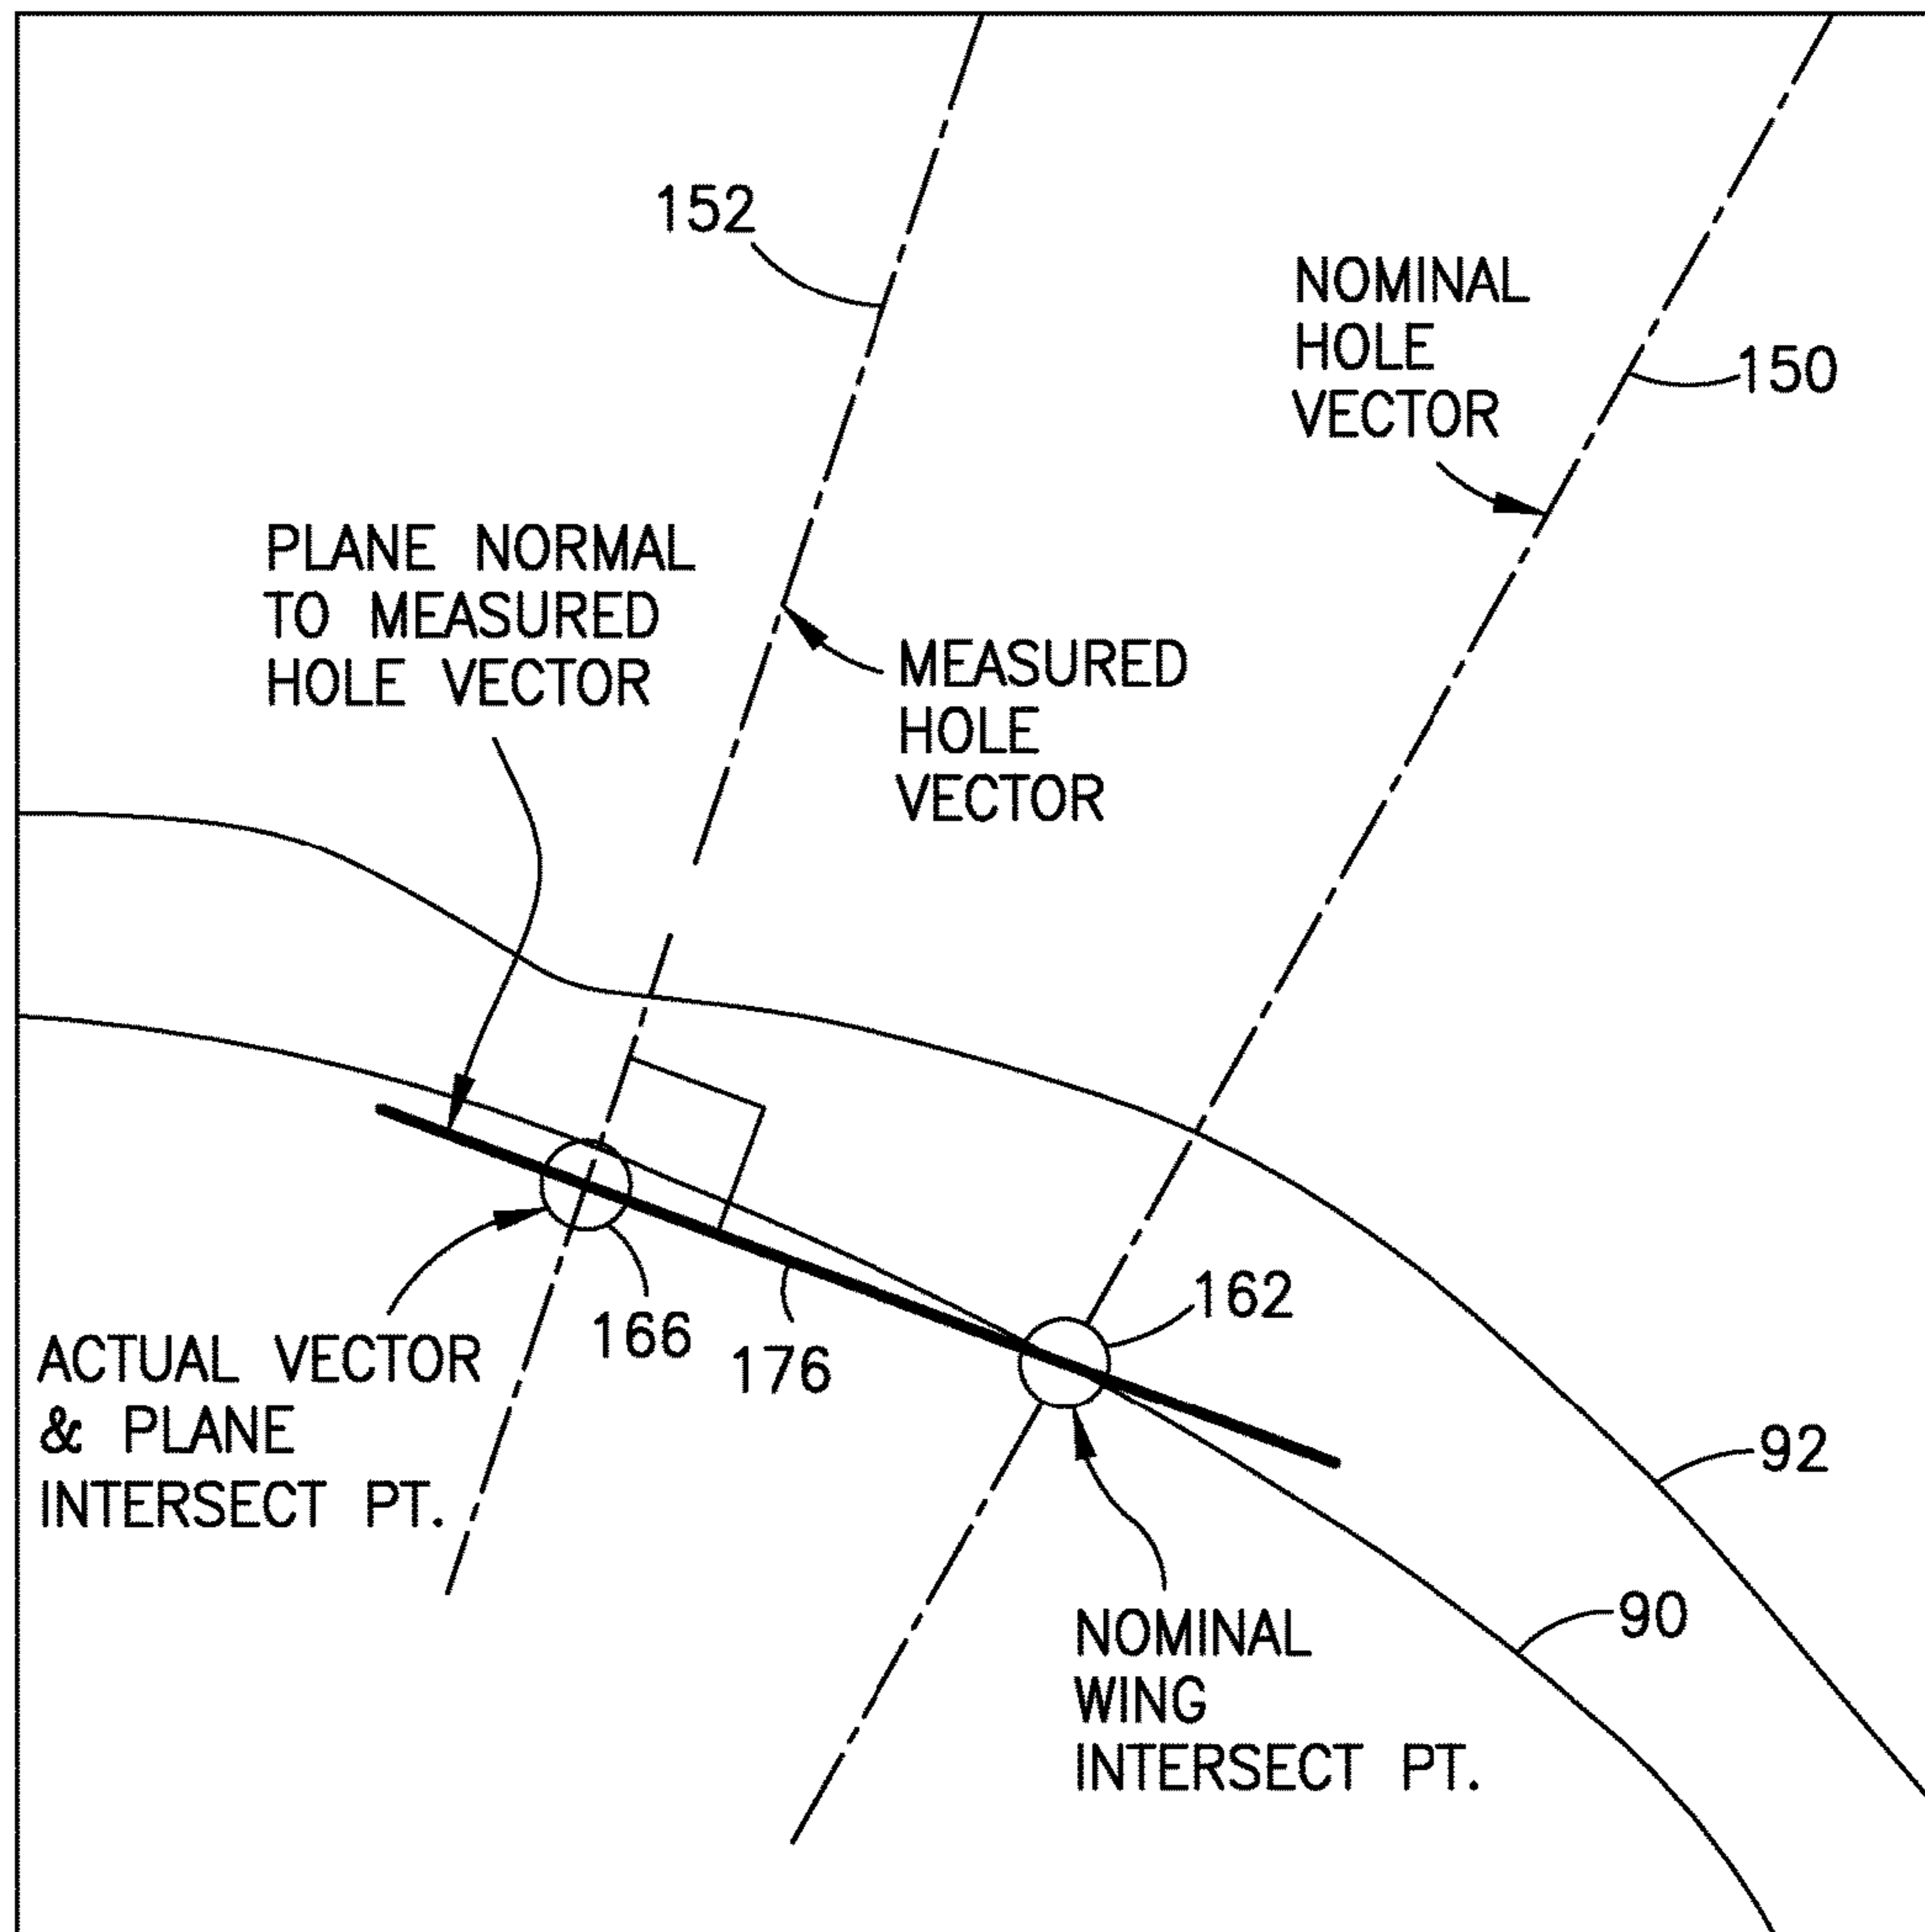 152
NOMINAL
HOLE
VECTOR
150
PLANE NORMAL
TO MEASURED
HOLE VECTOR
MEASURED
HOLE
VECTOR
162
166
176
ACTUAL VECTOR
& PLANE
INTERSECT PT.
92
90
NOMINAL
WING
INTERSECT PT.